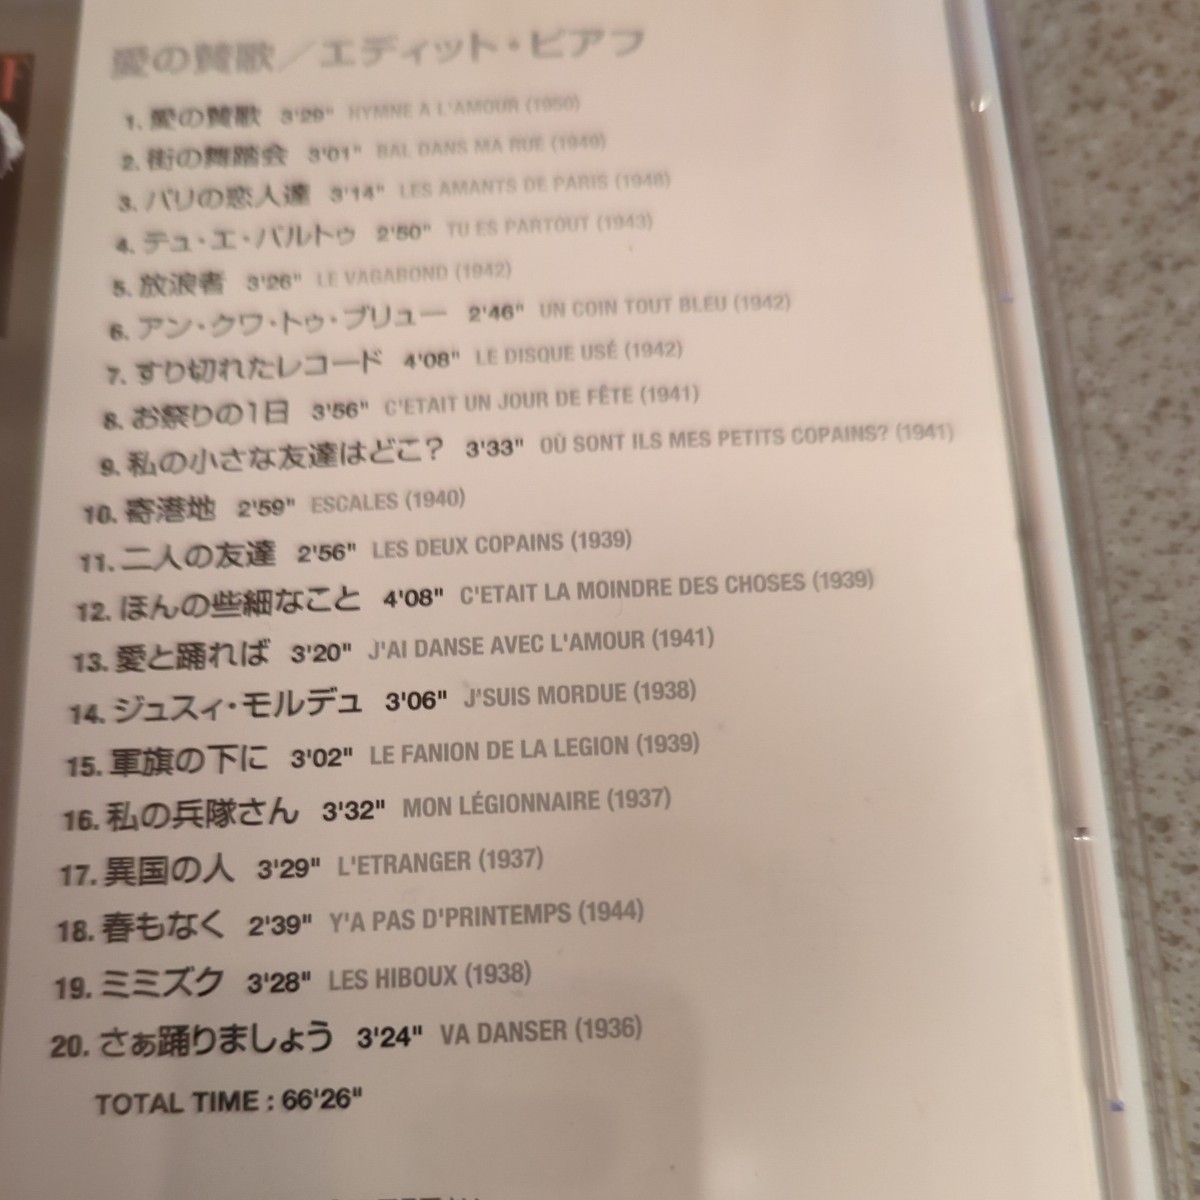 愛の賛歌／エディット・ピアフ
1. 愛の賛歌 3'29" HYMNE A L'AMOUR (1950)
2. 街の舞踏会 3'01" BAL DANS MA RUE (1949)
3. パリの恋人達 3'14" LES AMANTS DE PARIS (1948)
4. テュ・エ・パルトゥ 2'50" TU ES PARTOUT (1943)
5. 放浪者 3'26" LE VAGABOND (1942)
6. アン・クワ・トゥ・ブリュー 2'46" UN COIN TOUT BLEU (1942)
7. すり切れたレコード 4'08" LE DISQUE USÉ (1942)
8. お祭りの1日 3'56" C'ETAIT UN JOUR DE FÊTE (1941)
9. 私の小さな友達はどこ？ 3'33" OÙ SONT ILS MES PETITS COPAINS? (1941)
10. 寄港地 2'59" ESCALES (1940)
11. 二人の友達 2'56" LES DEUX COPAINS (1939)
12. ほんの些細なこと 4'08" C'ETAIT LA MOINDRE DES CHOSES (1939)
13. 愛と踊れば 3'20" J'AI DANSE AVEC L'AMOUR (1941)
14. ジュスィ・モルデュ 3'06" J'SUIS MORDUE (1938)
15. 軍旗の下に 3'02" LE FANION DE LA LEGION (1939)
16. 私の兵隊さん 3'32" MON LÉGIONNAIRE (1937)
17. 異国の人 3'29" L'ETRANGER (1937)
18. 春もなく 2'39" Y'A PAS D'PRINTEMPS (1944)
19. ミミズク 3'28" LES HIBOUX (1938)
20. さぁ踊りましょう 3'24" VA DANSER (1936)
TOTAL TIME : 66'26"